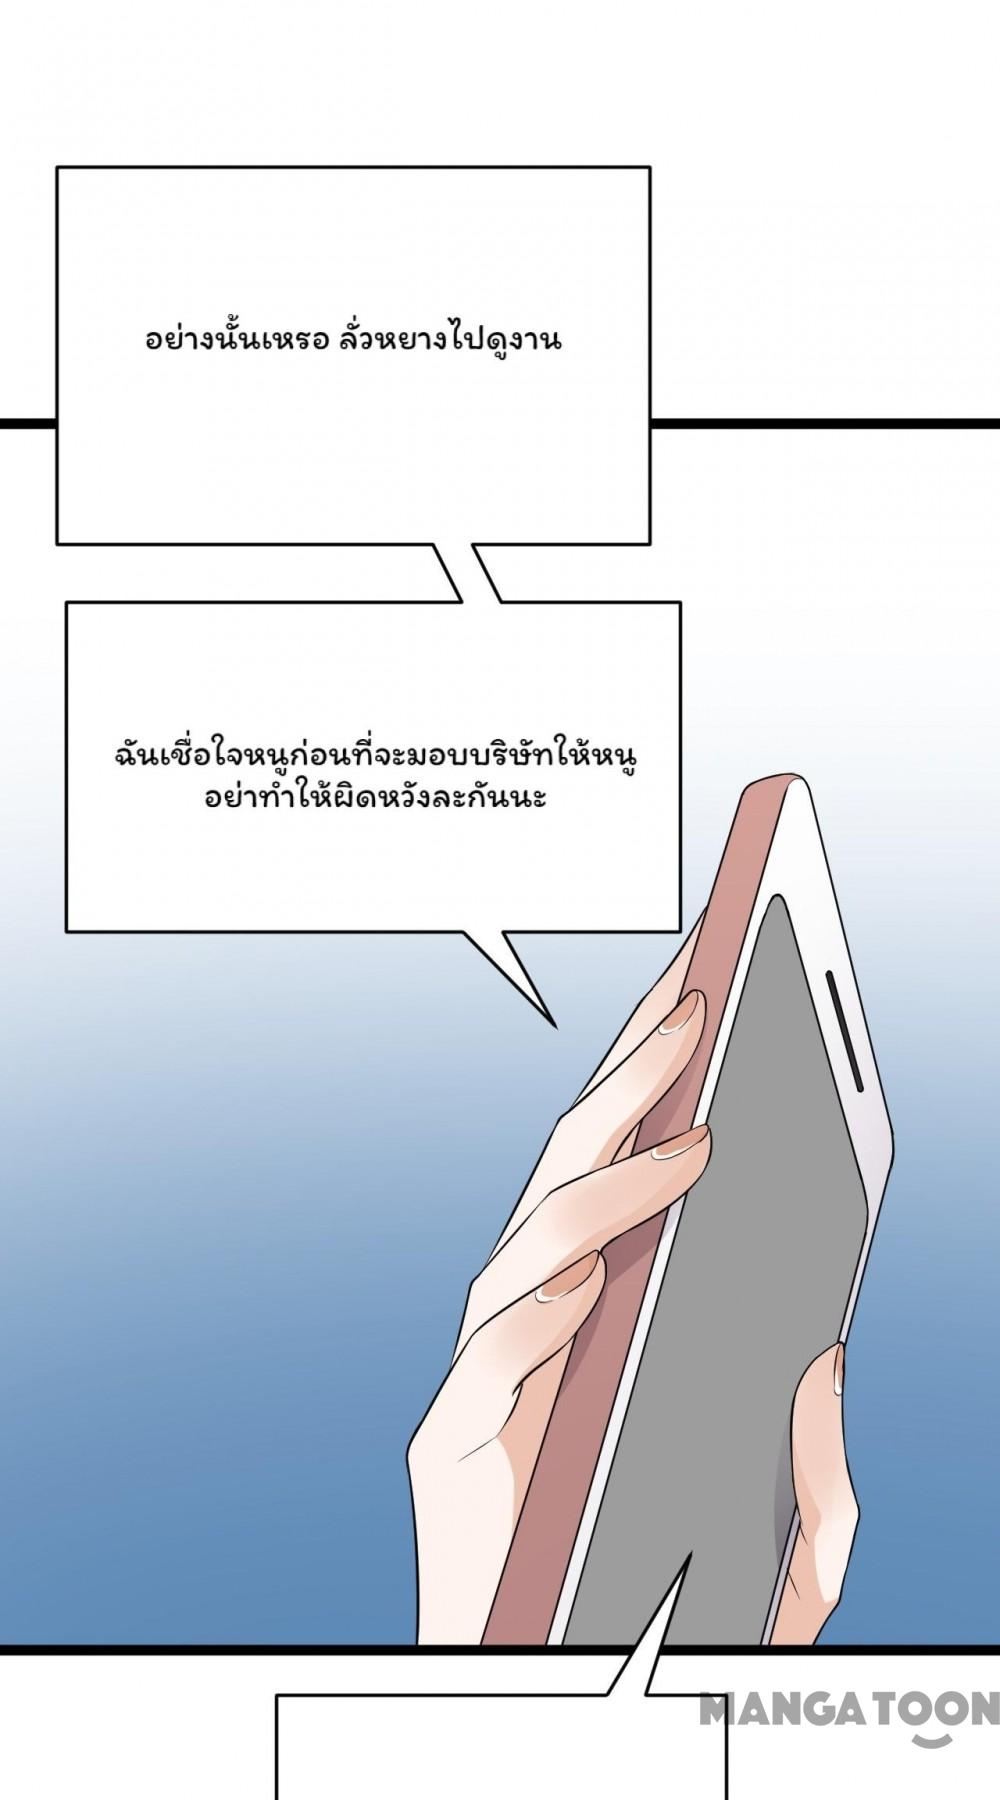 อย่างนั้นเหรอ ลั่วหยางไปดูงาน
ฉันเชื่อใจหนูก่อนที่จะมอบบริษัทให้หนู
อย่าทำให้ผิดหวังละกันนะ
MANGATOON